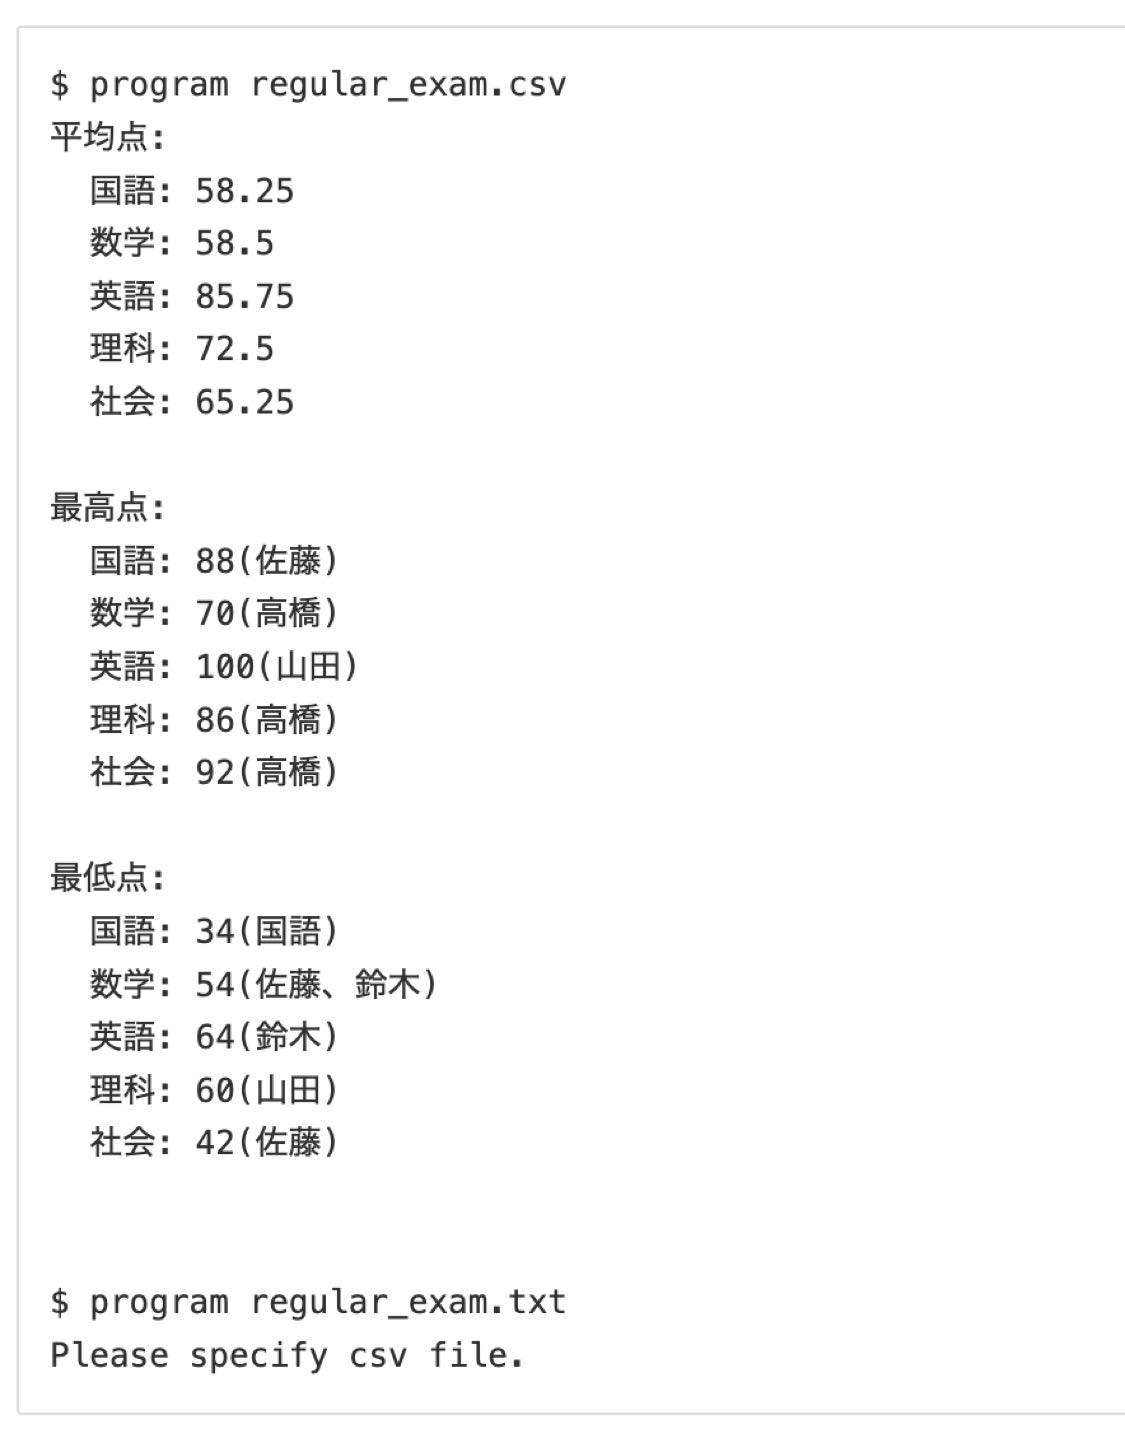 $ program regular_exam.csv
平均点:
国語: 58.25
数学: 58.5
英語: 85.75
理科: 72.5
社会: 65.25
最高点:
国語: 88(佐藤)
数学: 70(高橋)
英語: 100(山田)
理科: 86(高橋)
社会: 92(高橋)
最低点:
国語: 34(国語)
数学: 54(佐藤、鈴木)
英語: 64(鈴木)
理科: 60(山田)
社会: 42(佐藤)
$ program regular_exam.txt
Please specify csv file.